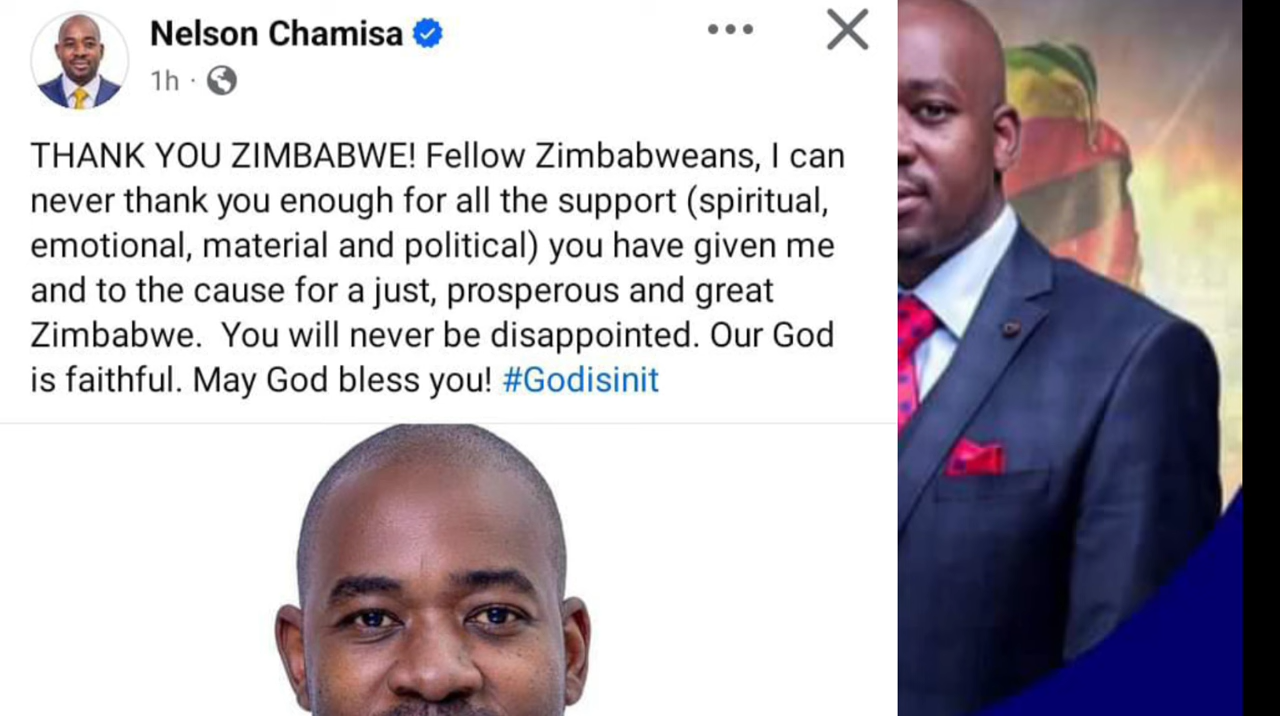 Nelson Chamisa
1h ·
THANK YOU ZIMBABWE! Fellow Zimbabweans, I can
never thank you enough for all the support (spiritual,
emotional, material and political) you have given me
and to the cause for a just, prosperous and great
Zimbabwe.  You will never be disappointed. Our God
is faithful. May God bless you! #Godisinit